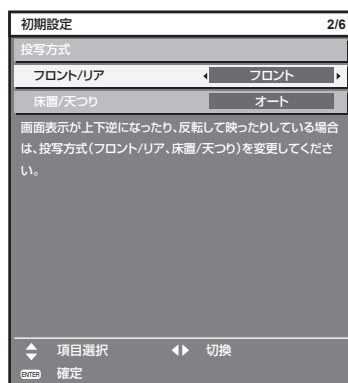 初期設定 2/6
投写方式
フロント/リア フロント
床置/天つり オート
画面表示が上下逆になったり、反転して映ったりしている場合
は、投写方式(フロント/リア、床置/天つり)を変更してくださ
い。
項目選択 切換
ENTER 確定